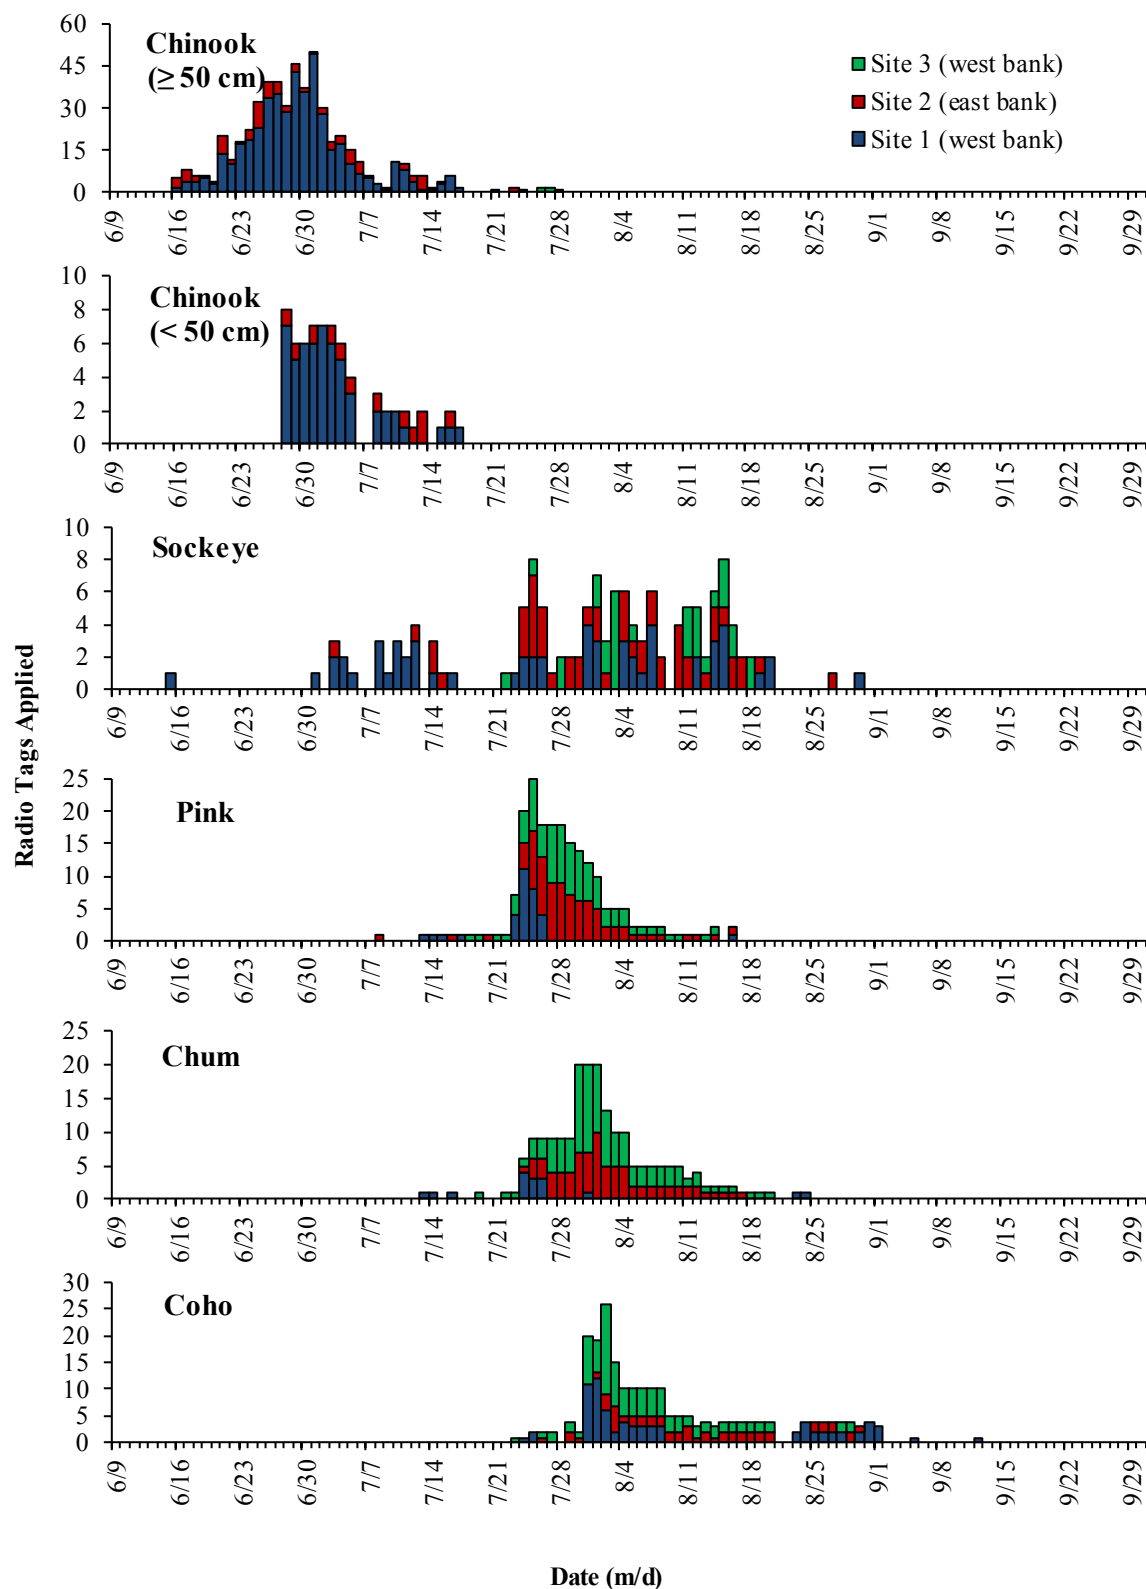 60
45
30
15
0
Chinook
(≥ 50 cm)
Site 3 (west bank)
Site 2 (east bank)
Site 1 (west bank)
6/9 6/16 6/23 6/30 7/7 7/14 7/21 7/28 8/4 8/11 8/18 8/25 9/1 9/8 9/15 9/22 9/29
10
8
6
4
2
0
Chinook
(< 50 cm)
6/9 6/16 6/23 6/30 7/7 7/14 7/21 7/28 8/4 8/11 8/18 8/25 9/1 9/8 9/15 9/22 9/29
10
8
6
4
2
0
Sockeye
6/9 6/16 6/23 6/30 7/7 7/14 7/21 7/28 8/4 8/11 8/18 8/25 9/1 9/8 9/15 9/22 9/29
Radio Tags Applied
25
20
15
10
5
0
Pink
6/9 6/16 6/23 6/30 7/7 7/14 7/21 7/28 8/4 8/11 8/18 8/25 9/1 9/8 9/15 9/22 9/29
25
20
15
10
5
0
Chum
6/9 6/16 6/23 6/30 7/7 7/14 7/21 7/28 8/4 8/11 8/18 8/25 9/1 9/8 9/15 9/22 9/29
30
25
20
15
10
5
0
Coho
6/9 6/16 6/23 6/30 7/7 7/14 7/21 7/28 8/4 8/11 8/18 8/25 9/1 9/8 9/15 9/22 9/29
Date (m/d)